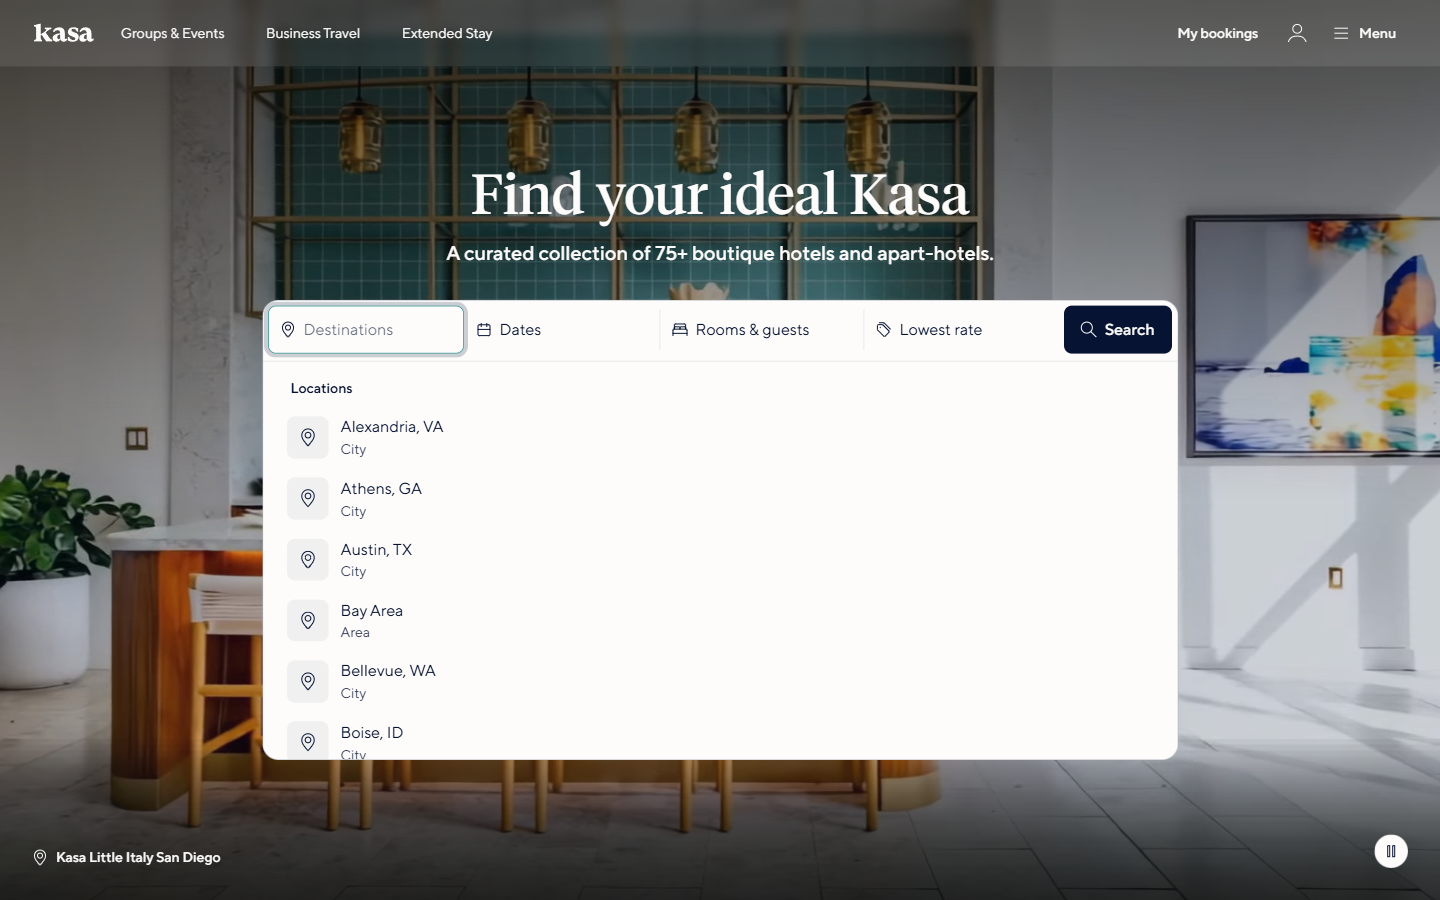 kasa
Groups & Events
Business Travel
Extended Stay
My bookings
Menu
Find your ideal Kasa
A curated collection of 75+ boutique hotels and apart-hotels.
Destinations
Dates
Rooms & guests
Lowest rate
Search
Locations
Alexandria, VA
City
Athens, GA
City
Austin, TX
City
Bay Area
Area
Bellevue, WA
City
Boise, ID
City
Kasa Little Italy San Diego